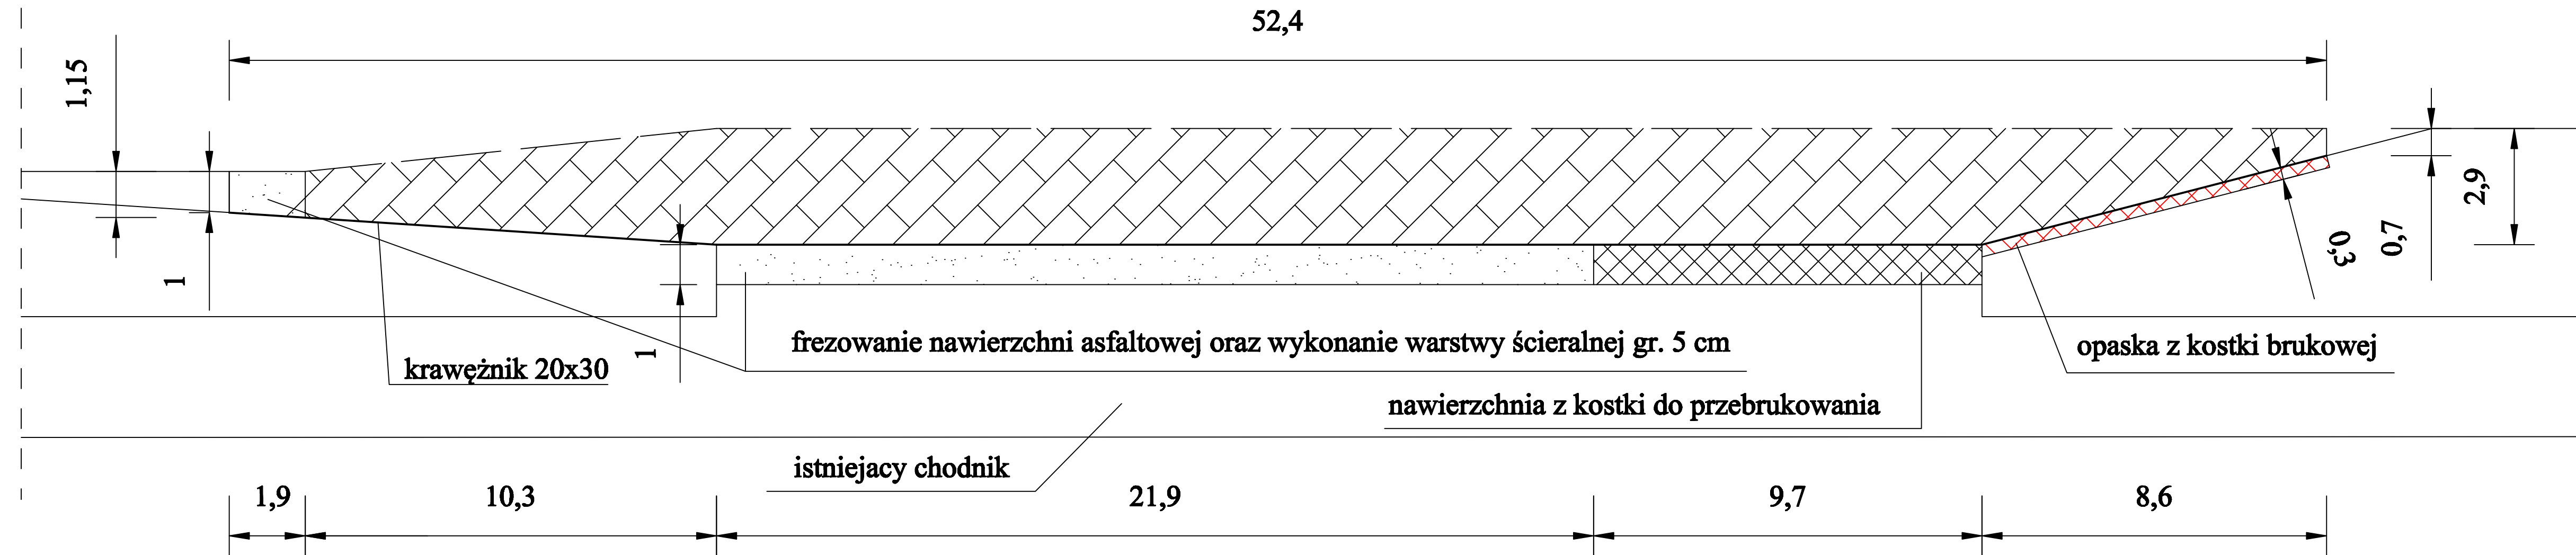 52,4
1,15
1
2,9
0,7
0,3
1
frezowanie nawierzchni asfaltowej oraz wykonanie warstwy ścieralnej gr. 5 cm
krawężnik 20x30
opaska z kostki brukowej
nawierzchnia z kostki do przebrukowania
istniejacy chodnik
1,9
10,3
21,9
9,7
8,6